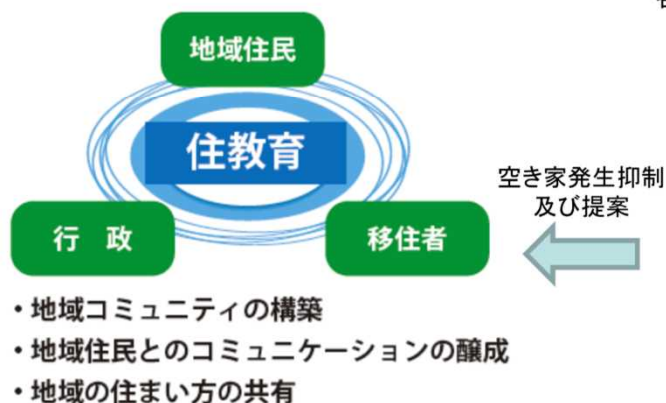 地域住民
住教育
行 政
移住者
空き家発生抑制
及び提案
・地域コミュニティの構築
・地域住民とのコミュニケーションの醸成
・地域の住まい方の共有